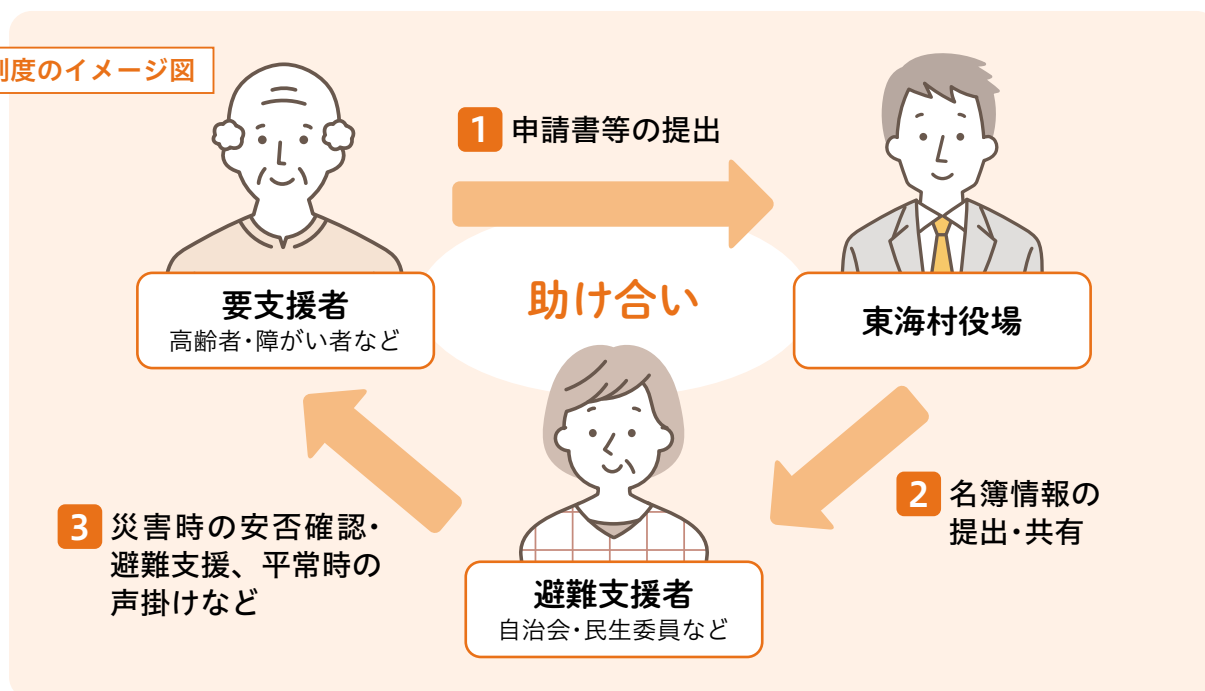 制度のイメージ図
1 申請書等の提出
助け合い
要支援者
高齢者・障がい者など
東海村役場
2 名簿情報の
提出・共有
3 災害時の安否確認・
避難支援、平常時の
声掛けなど
避難支援者
自治会・民生委員など